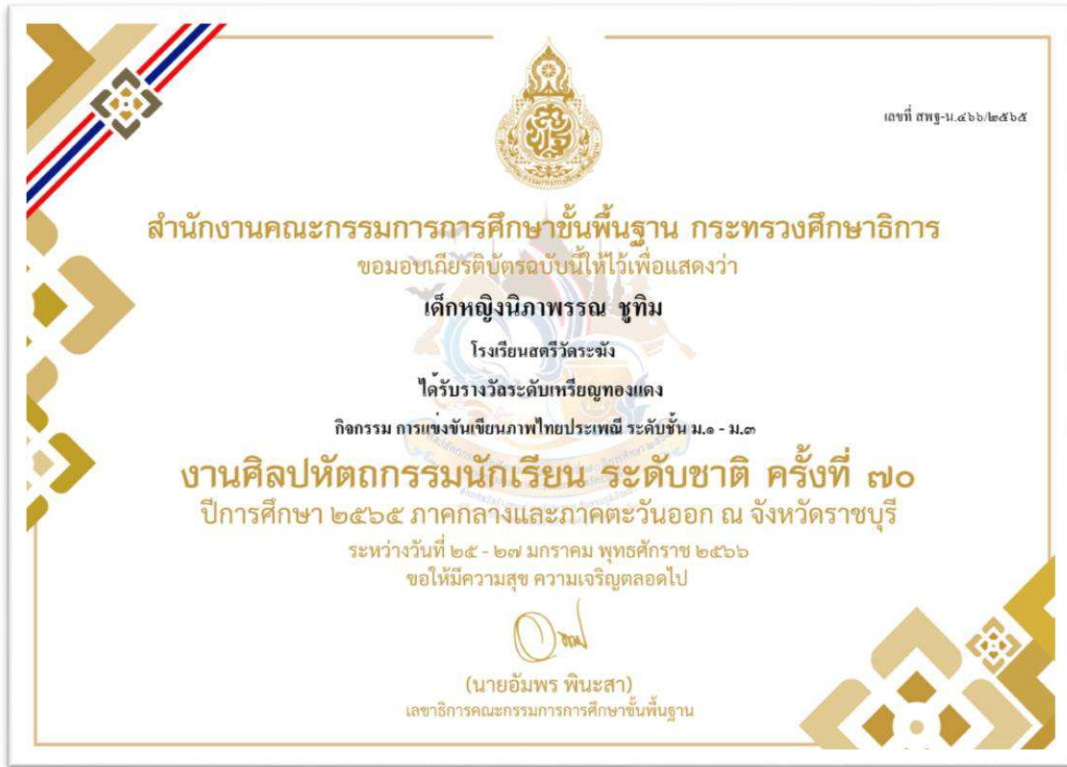 เลขที่ สพฐ-น.๔๖๖/๒๕๖๕
สำนักงานคณะกรรมการการศึกษาขั้นพื้นฐาน กระทรวงศึกษาธิการ
ขอมอบเกียรติบัตรฉบับนี้ให้ไว้เพื่อแสดงว่า
เด็กหญิงนิภาพรรณ ชูทิม
โรงเรียนสตรีวัดระฆัง
ได้รับรางวัลระดับเหรียญทองแดง
กิจกรรม การแข่งขันเขียนภาพไทยประเพณี ระดับชั้น ม.๑ - ม.๓
งานศิลปหัตถกรรมนักเรียน ระดับชาติ ครั้งที่ ๗๐
ปีการศึกษา ๒๕๖๕ ภาคกลางและภาคตะวันออก ณ จังหวัดราชบุรี
ระหว่างวันที่ ๒๕ - ๒๗ มกราคม พุทธศักราช ๒๕๖๖
ขอให้มีความสุข ความเจริญตลอดไป
(นายอัมพร พินะสา)
เลขาธิการคณะกรรมการการศึกษาขั้นพื้นฐาน